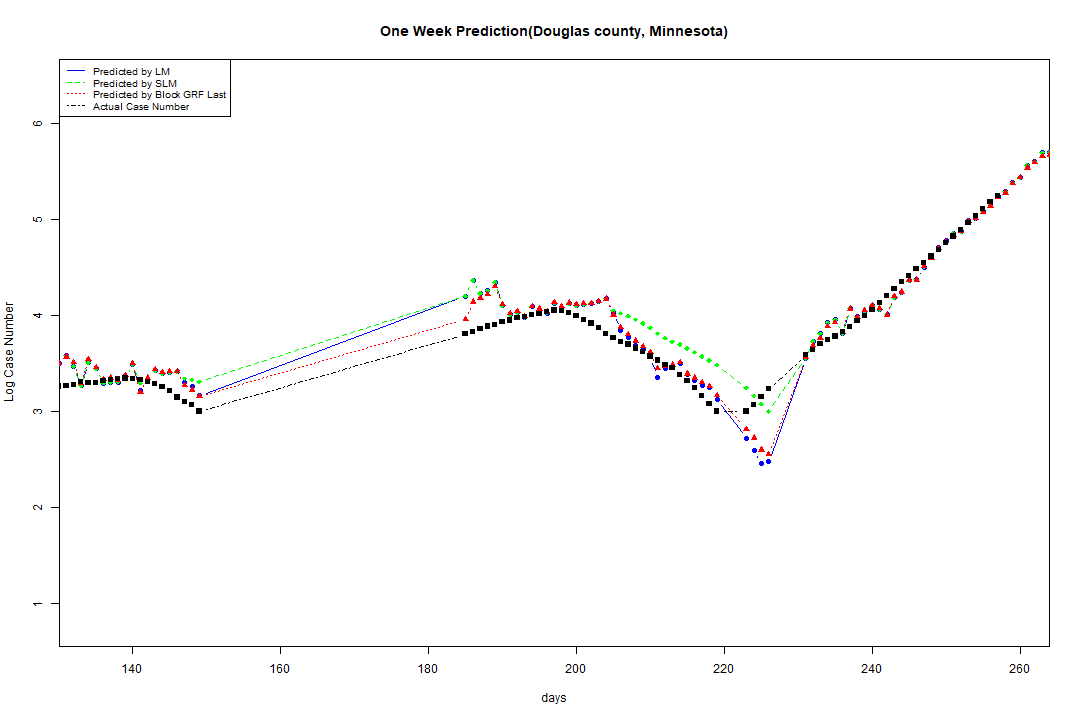 One Week Prediction(Douglas county, Minnesota)
Predicted by LM
Predicted by SLM
Predicted by Block GRF Last
Actual Case Number
6
5
4
3
2
1
Log Case Number
140 160 180 200 220 240 260
days